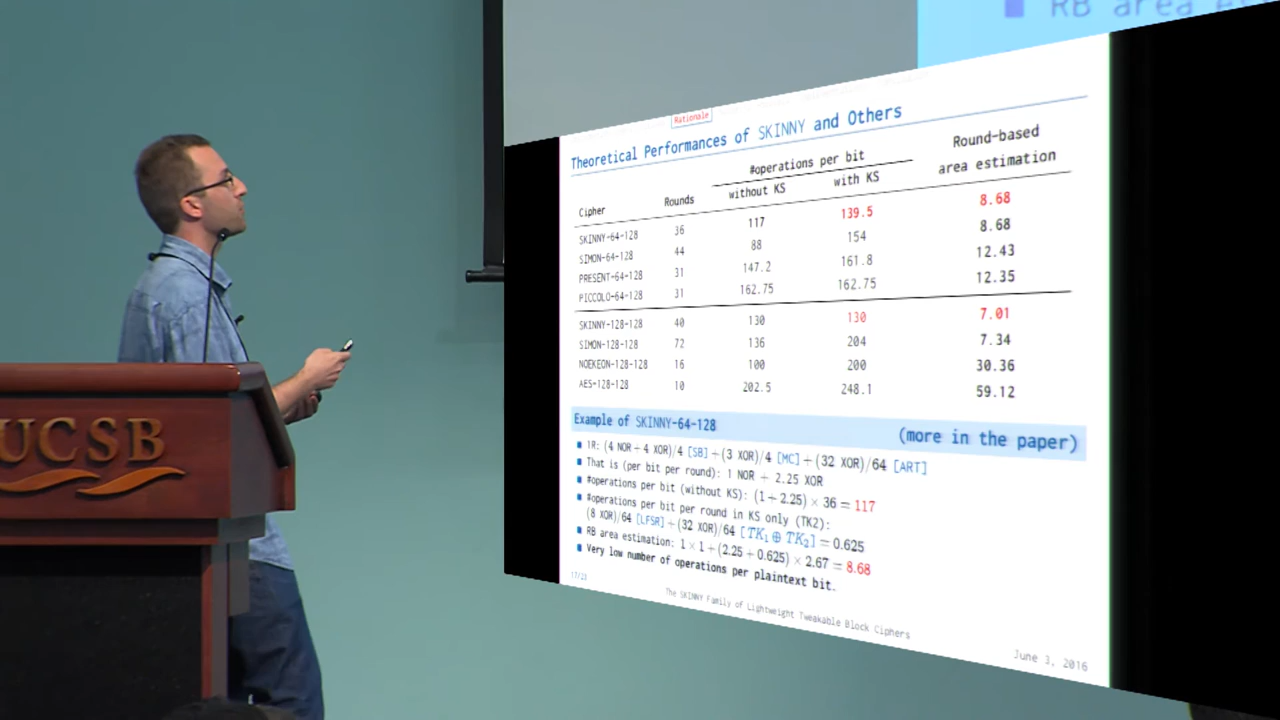 RB area es
Rationale
Theoretical Performances of SKINNY and Others
#operations per bit
Round-based area estimation
Cipher Rounds without KS with KS
SKINNY-64-128 36 117 139.5 8.68
SIMON-64-128 44 88 154 8.68
PRESENT-64-128 31 147.2 161.8 12.43
PICCOLO-64-128 31 162.75 162.75 12.35
SKINNY-128-128 40 130 130 7.01
SIMON-128-128 72 136 204 7.34
NOEKEON-128-128 16 100 200 30.36
AES-128-128 10 202.5 248.1 59.12
Example of SKINNY-64-128 (more in the paper)
1R: (4 NOR + 4 XOR)/4 [SB] + (3 XOR)/4 [MC] + (32 XOR)/64 [ART]
That is (per bit per round): 1 NOR + 2.25 XOR
#operations per bit (without KS): (1 + 2.25) × 36 = 117
#operations per bit per round in KS only (TK2):
(8 XOR)/64 [LFSR] + (32 XOR)/64 [TK1 ⊕ TK2] = 0.625
RB area estimation: 1 × 1 + (2.25 + 0.625) × 2.67 = 8.68
Very low number of operations per plaintext bit.
17/23
The SKINNY Family of Lightweight Tweakable Block Ciphers
June 3, 2016
UCSB